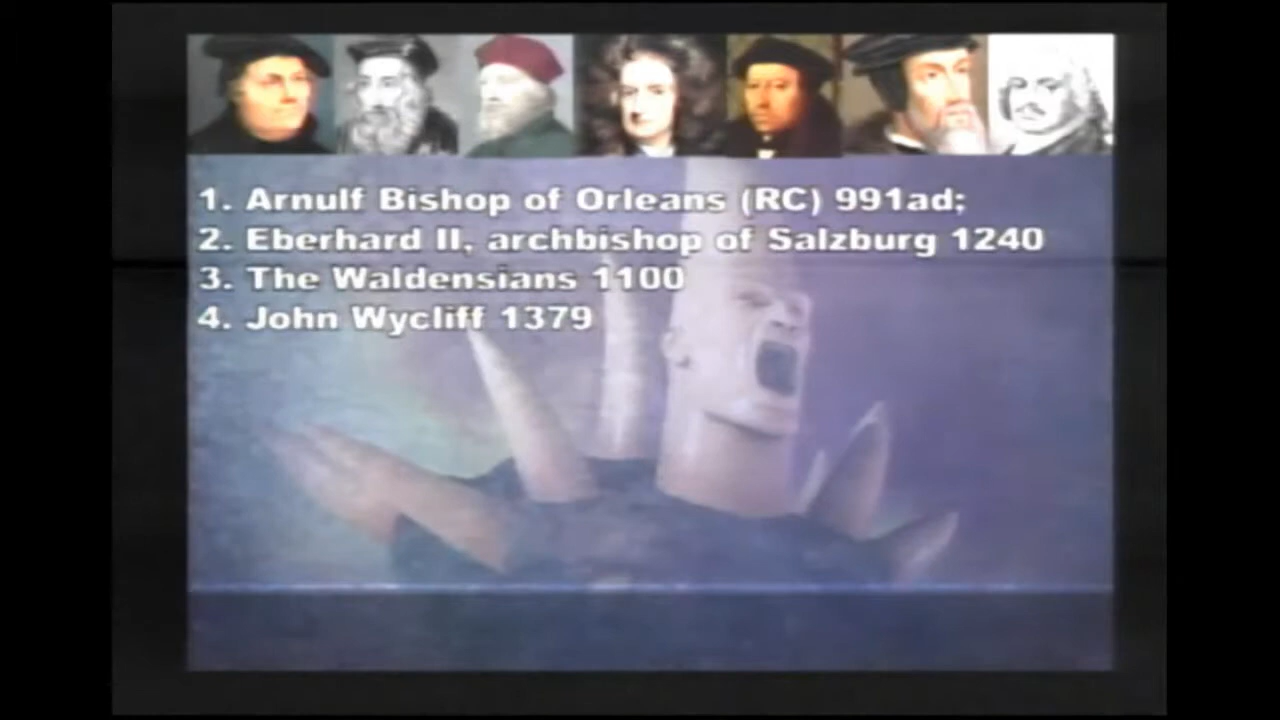 1. Arnulf Bishop of Orleans (RC) 991ad;
2. Eberhard II, archbishop of Salzburg 1240
3. The Waldensians 1100
4. John Wycliff 1379